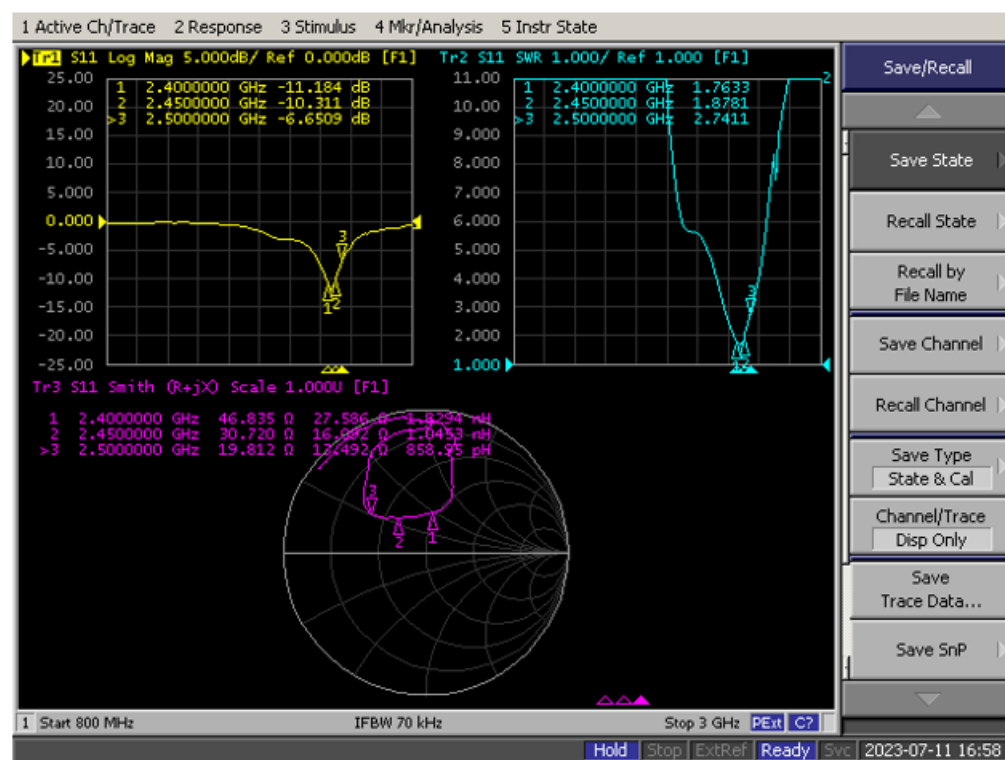 1 Active Ch/Trace 2 Response 3 Stimulus 4 Mkr/Analysis 5 Instr State
Tr1 S11 Log Mag 5.000dB/ Ref 0.000dB [F1]
25.00
20.00
15.00
10.00
5.000
0.000
-5.000
-10.00
-15.00
-20.00
-25.00
1 2.4000000 GHz -11.184 dB
2 2.4500000 GHz -10.311 dB
>3 2.5000000 GHz -6.6509 dB
3
1
2
Tr2 S11 SWR 1.000/ Ref 1.000 [F1]
11.00
10.00
9.000
8.000
7.000
6.000
5.000
4.000
3.000
2.000
1.000
1 2.4000000 GHz 1.7633
2 2.4500000 GHz 1.8781
>3 2.5000000 GHz 2.7411
2
3
1
2
Tr3 S11 Smith (R+jX) Scale 1.000U [F1]
1 2.4000000 GHz 46.835 Ω 27.586 Ω 1.8294 nH
2 2.4500000 GHz 30.720 Ω Ω 1.0453 nH
>3 2.5000000 GHz 19.812 Ω 13.492 Ω 858.95 pH
3
2
1
1 Start 800 MHz IFBW 70 kHz Stop 3 GHz PExt C?
Hold Stop ExtRef Ready Svc 2023-07-11 16:58
Save/Recall
Save State
Recall State
Recall by
File Name
Save Channel
Recall Channel
Save Type
State & Cal
Channel/Trace
Disp Only
Save
Trace Data...
Save SnP